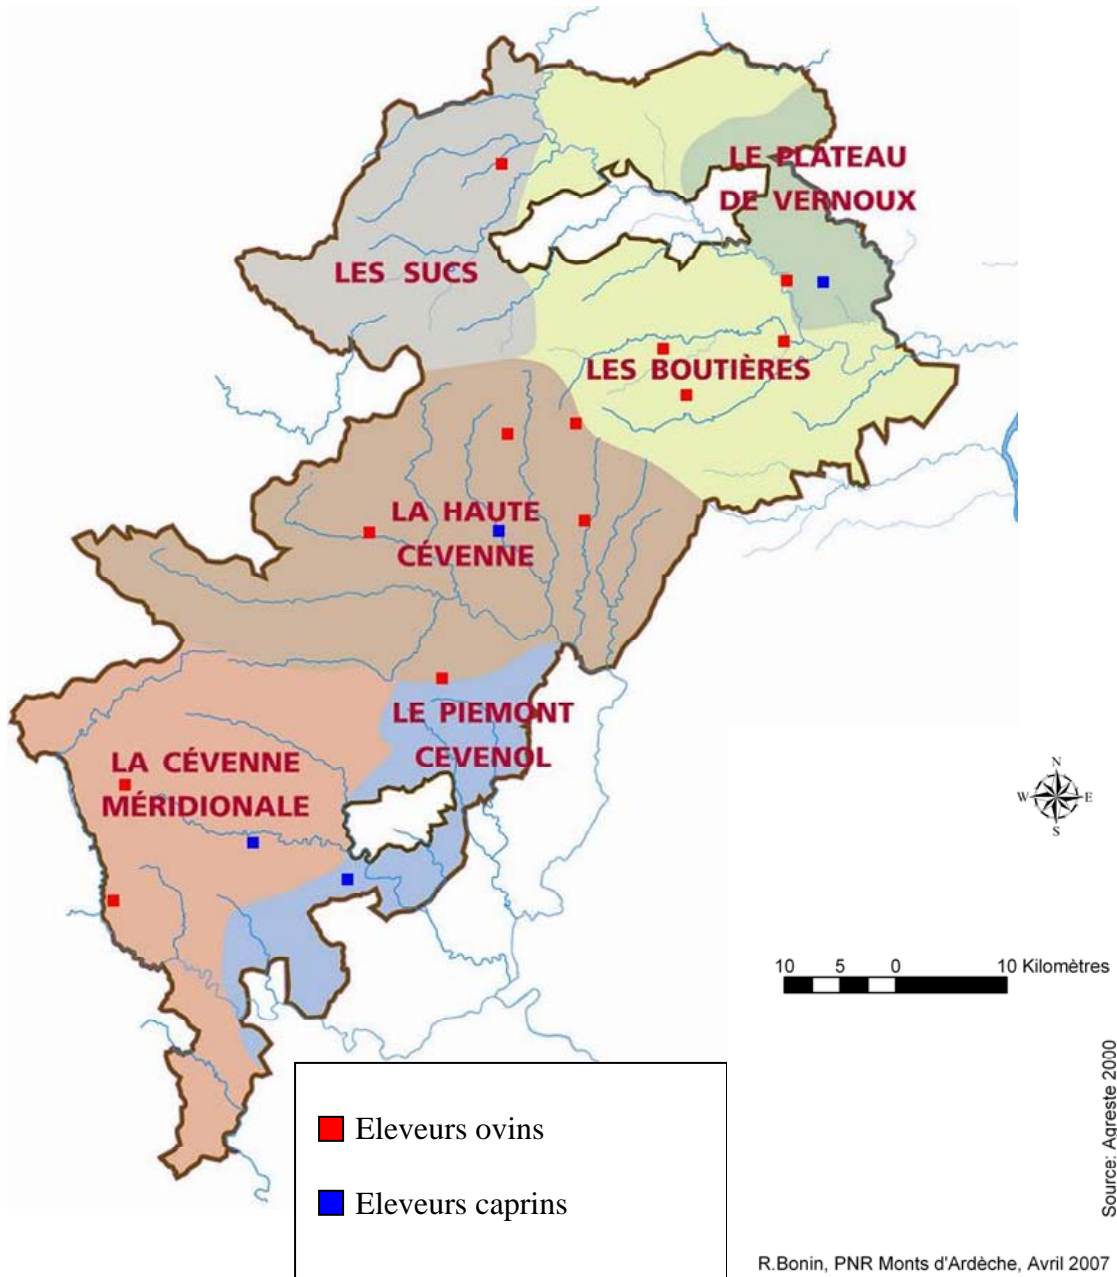 LE PLATEAU
DE VERNOUX
LES SUCS
LES BOUTIÈRES
LA HAUTE
CÉVENNE
LE PIEMONT
CEVENOL
LA CÉVENNE
MÉRIDIONALE
N
W E
S
10 5 0 10 Kilomètres
Eleveurs ovins
Eleveurs caprins
Source: Agreste 2000
R.Bonin, PNR Monts d'Ardèche, Avril 2007